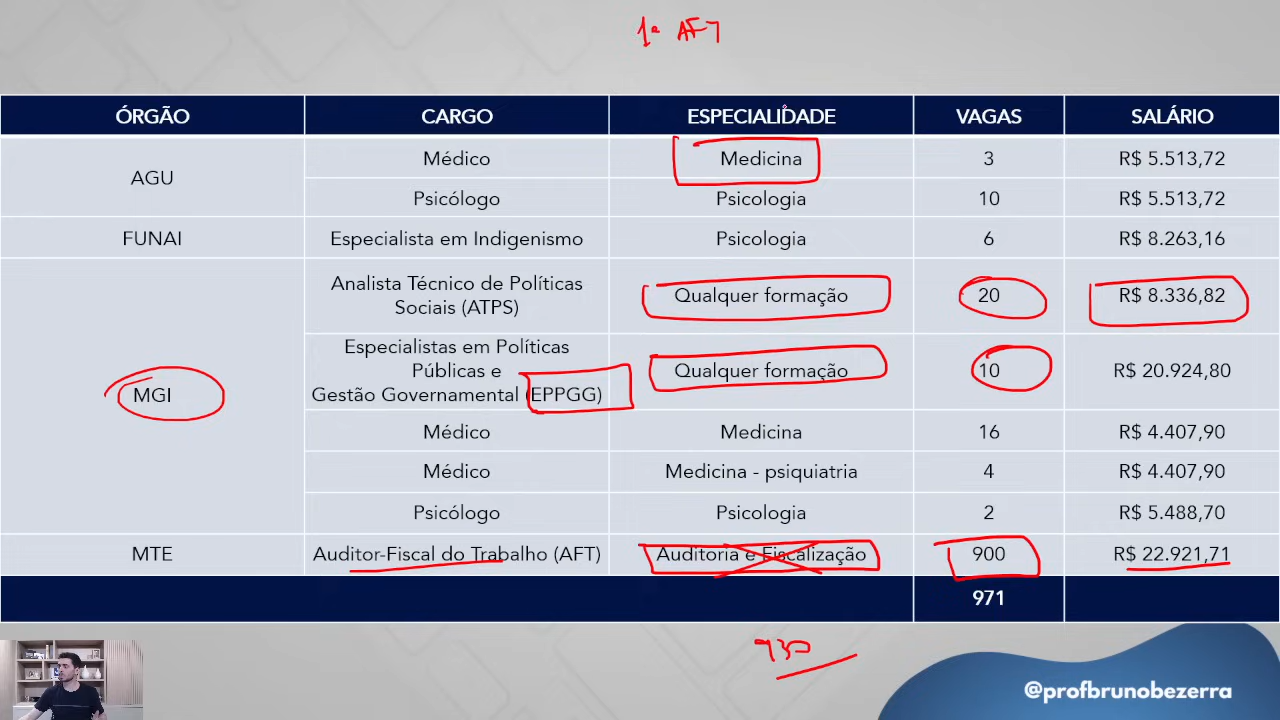 1ª AFT
ÓRGÃO CARGO ESPECIALIDADE VAGAS SALÁRIO
AGU
Médico Medicina 3 R$ 5.513,72
Psicólogo Psicologia 10 R$ 5.513,72
FUNAI Especialista em Indigenismo Psicologia 6 R$ 8.263,16
MGI
Analista Técnico de Políticas
Sociais (ATPS)
Qualquer formação 20 R$ 8.336,82
Especialistas em Políticas
Públicas e
Gestão Governamental (EPPGG)
Qualquer formação 10 R$ 20.924,80
Médico Medicina 16 R$ 4.407,90
Médico Medicina - psiquiatria 4 R$ 4.407,90
Psicólogo Psicologia 2 R$ 5.488,70
MTE Auditor-Fiscal do Trabalho (AFT) Auditoria e Fiscalização 900 R$ 22.921,71
971
930
@profbrunobezerra